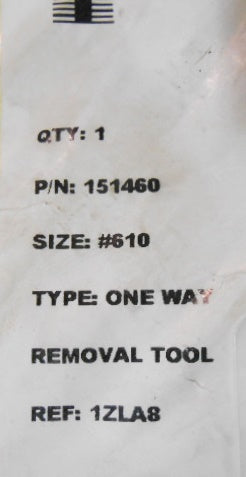 QTY: 1
P/N: 151460
SIZE: #610
TYPE: ONE WAY
REMOVAL TOOL
REF: 1ZLA8